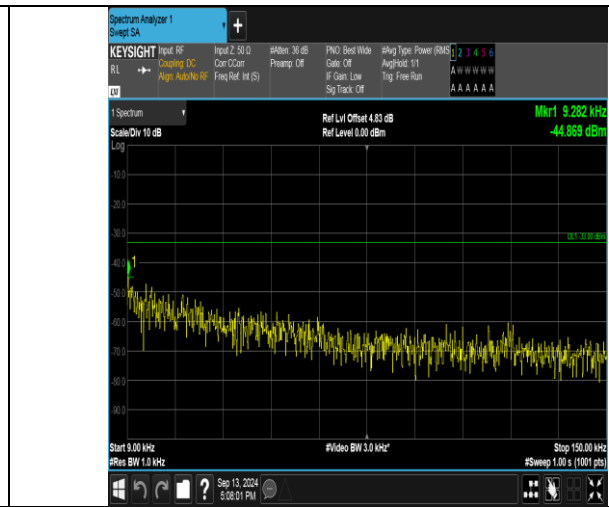 Spectrum Analyzer 1
Swept SA
+
KEYSIGHT Input: RF Input Z: 50 Ω #Atten: 36 dB PNO: Best Wide #Avg Type: Power (RMS 1 2 3 4 5 6
RL Coupling: DC Corr CCorr Preamp: Off Gate: Off Avg|Hold: 1/1 A W W W W W
Align: Auto/No RF Freq Ref: Int (S) IF Gain: Low Trig: Free Run
Sig Track: Off A A A A A A
LXI
1 Spectrum Ref Lvl Offset 4.83 dB Mkr1 9.282 kHz
Scale/Div 10 dB Ref Level 0.00 dBm -44.869 dBm
Log
-10.0
-20.0
-30.0
DL1 -33.00 dBm
-40.0
1
-50.0
-60.0
-70.0
-80.0
-90.0
Start 9.00 kHz #Video BW 3.0 kHz* Stop 150.00 kHz
#Res BW 1.0 kHz #Sweep 1.00 s (1001 pts)
? Sep 13, 2024
5:08:01 PM